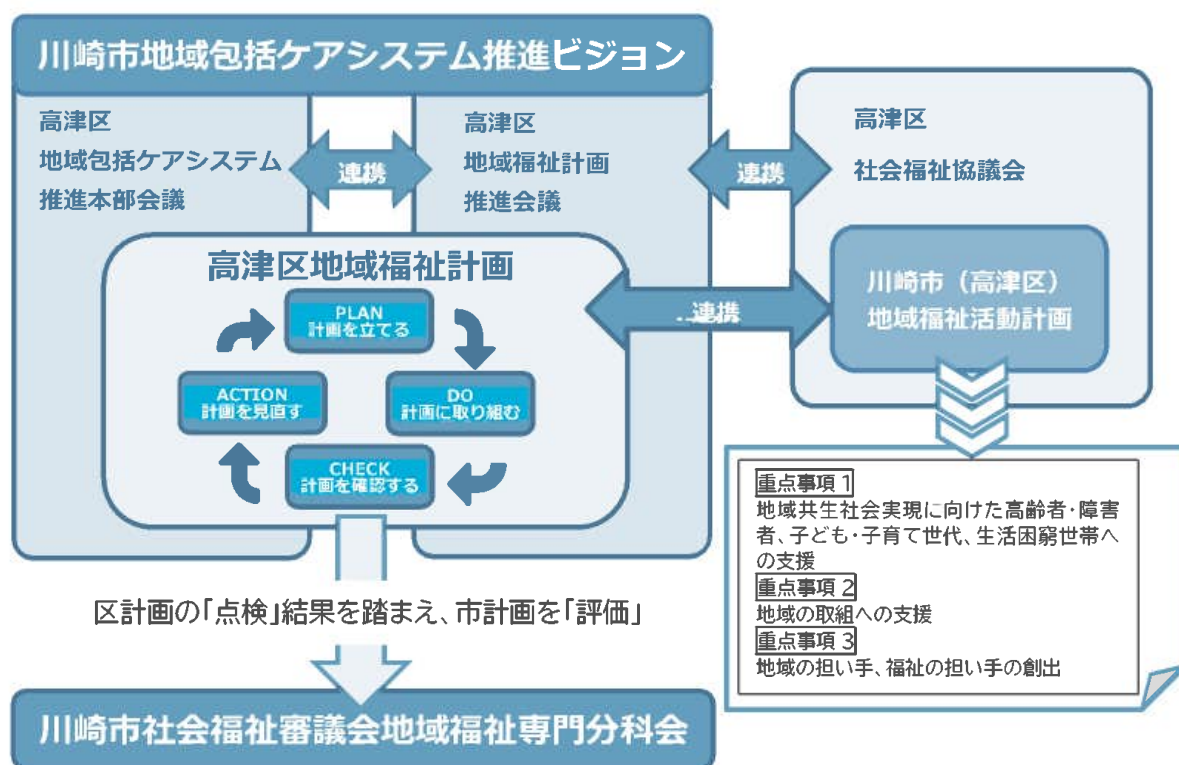 川崎市地域包括ケアシステム推進ビジョン
高津区
地域包括ケアシステム
推進本部会議
連携
高津区
地域福祉計画
推進会議
連携
高津区
社会福祉協議会
高津区地域福祉計画
PLAN
計画を立てる
DO
計画に取り組む
CHECK
計画を確認する
ACTION
計画を見直す
...連携
川崎市（高津区）
地域福祉活動計画
重点事項1
地域共生社会実現に向けた高齢者・障害
者、子ども・子育て世代、生活困窮世帯へ
の支援
重点事項2
地域の取組への支援
重点事項3
地域の担い手、福祉の担い手の創出
区計画の「点検」結果を踏まえ、市計画を「評価」
川崎市社会福祉審議会地域福祉専門分科会